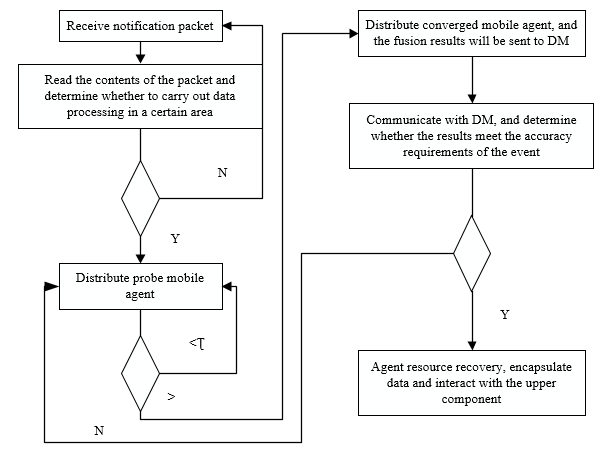 Receive notification packet
Read the contents of the packet and
determine whether to carry out data
processing in a certain area
N
Y
Distribute probe mobile
agent
<Ʈ
>
N
Distribute converged mobile agent, and
the fusion results will be sent to DM
Communicate with DM, and determine
whether the results meet the accuracy
requirements of the event
Y
Agent resource recovery, encapsulate
data and interact with the upper
component